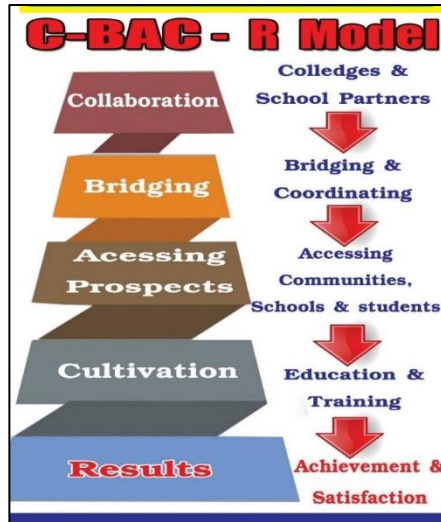 C-BAC - R Model
Collaboration
Colledges &
School Partners
Bridging
Bridging &
Coordinating
Acessing
Prospects
Accessing
Communities,
Schools & students
Cultivation
Education &
Training
Results
Achievement &
Satisfaction